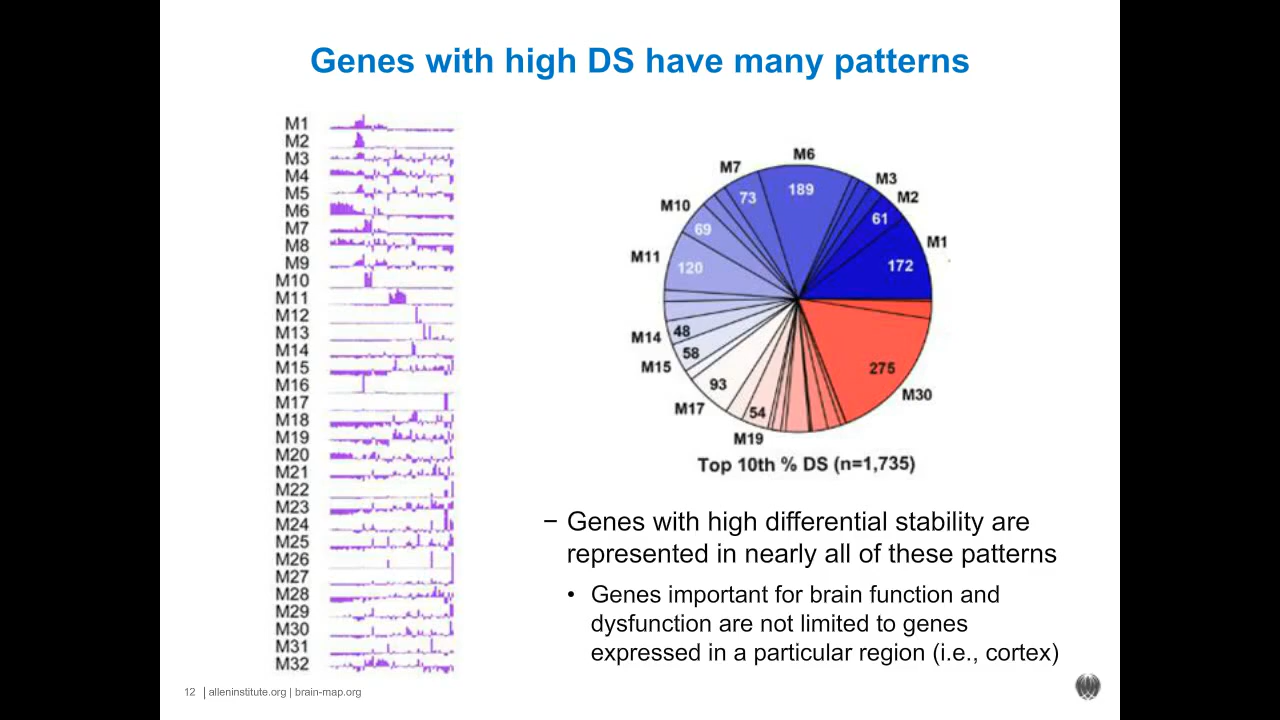 Genes with high DS have many patterns
M1
M2
M3
M4
M5
M6
M7
M8
M9
M10
M11
M12
M13
M14
M15
M16
M17
M18
M19
M20
M21
M22
M23
M24
M25
M26
M27
M28
M29
M30
M31
M32
M6
M7
M3
189
73
M2
M10
61
69
M1
M11
120
172
M14
48
58
M15
275
93
M30
M17
54
M19
Top 10th % DS (n=1,735)
− Genes with high differential stability are
represented in nearly all of these patterns
• Genes important for brain function and
dysfunction are not limited to genes
expressed in a particular region (i.e., cortex)
12 | alleninstitute.org | brain-map.org